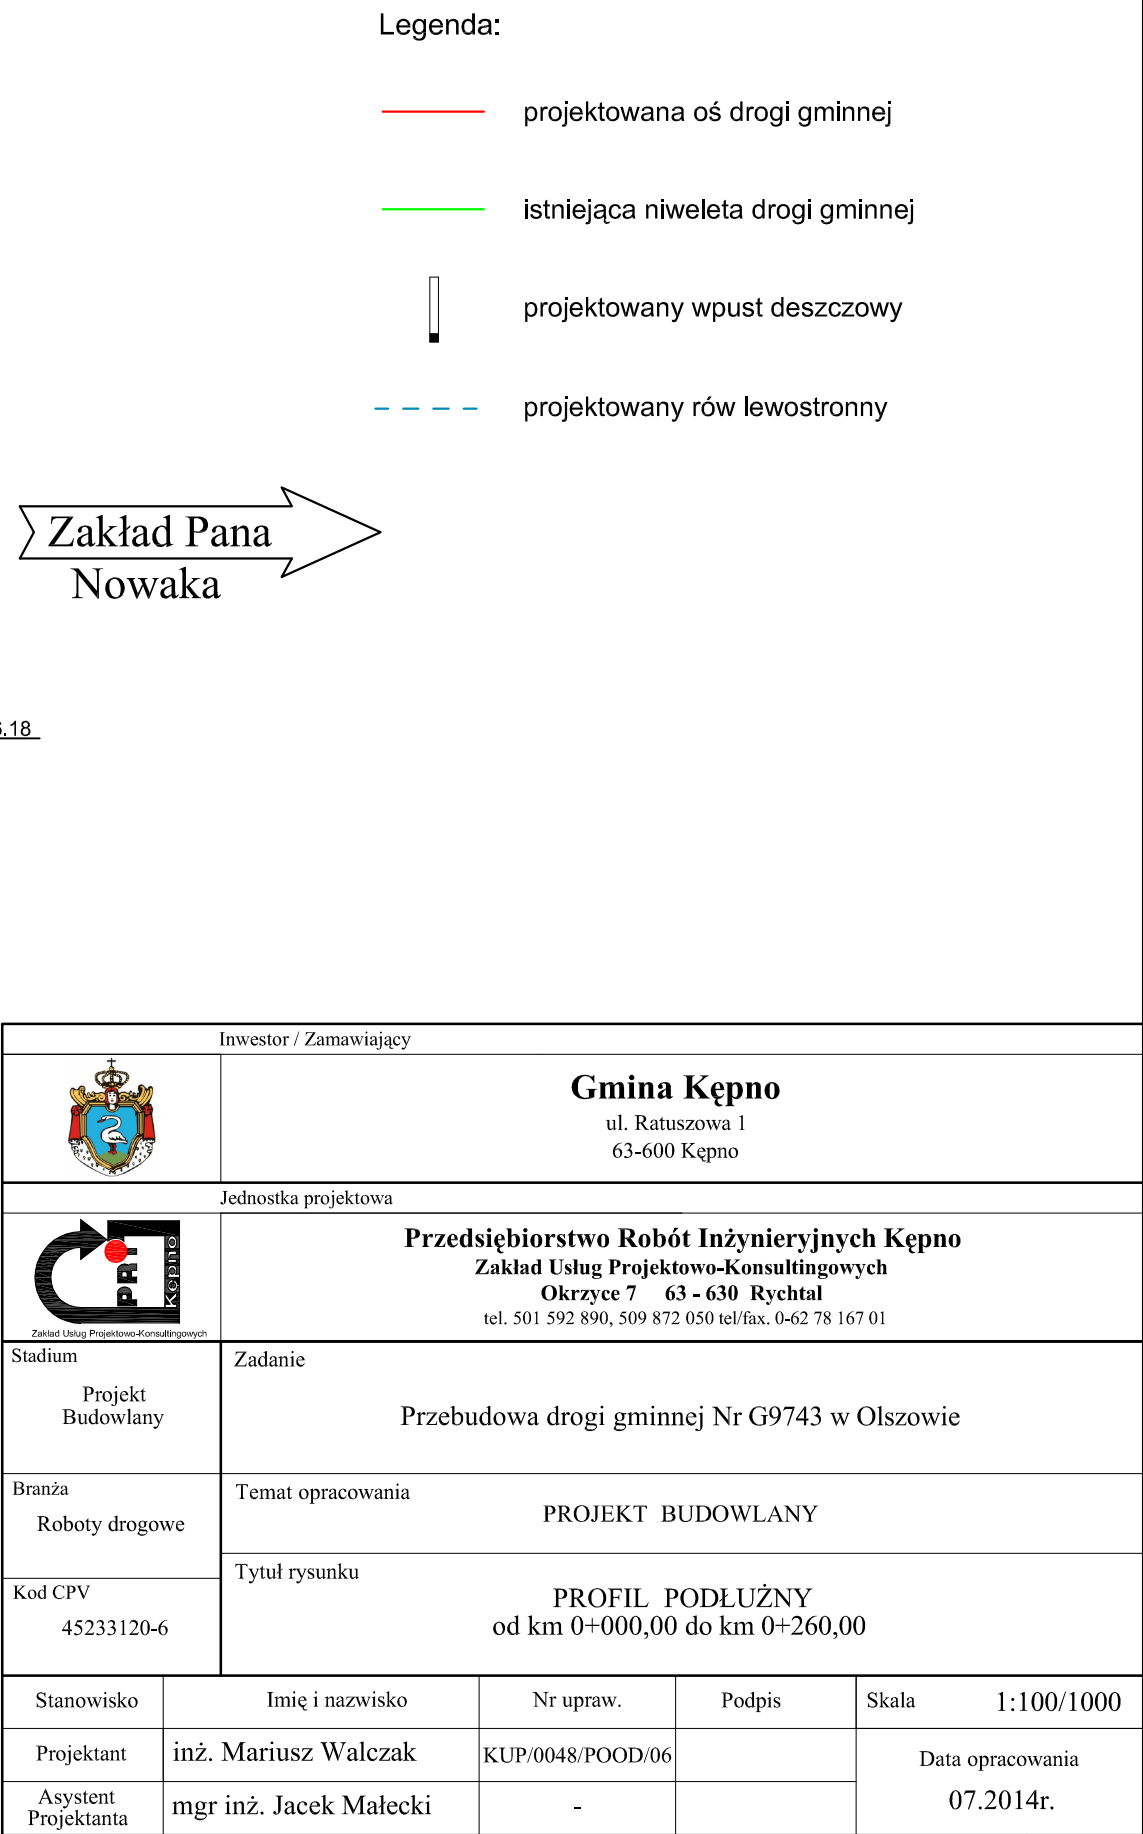 Legenda:
projektowana oś drogi gminnej
istniejąca niweleta drogi gminnej
projektowany wpust deszczowy
projektowany rów lewostronny
Zakład Pana
Nowaka
6.18
Inwestor / Zamawiający
Gmina Kępno
ul. Ratuszowa 1
63-600 Kępno
Jednostka projektowa
PRI
Kępno
Zakład Usług Projektowo-Konsultingowych
Przedsiębiorstwo Robót Inżynieryjnych Kępno
Zakład Usług Projektowo-Konsultingowych
Okrzyce 7 63 - 630 Rychtal
tel. 501 592 890, 509 872 050 tel/fax. 0-62 78 167 01
Stadium
Projekt
Budowlany
Zadanie
Przebudowa drogi gminnej Nr G9743 w Olszowie
Branża
Roboty drogowe
Temat opracowania
PROJEKT BUDOWLANY
Kod CPV
45233120-6
Tytuł rysunku
PROFIL PODŁUŻNY
od km 0+000,00 do km 0+260,00
Stanowisko Imię i nazwisko Nr upraw. Podpis Skala 1:100/1000
Projektant inż. Mariusz Walczak KUP/0048/POOD/06
Asystent
Projektanta mgr inż. Jacek Małecki -
Data opracowania
07.2014r.